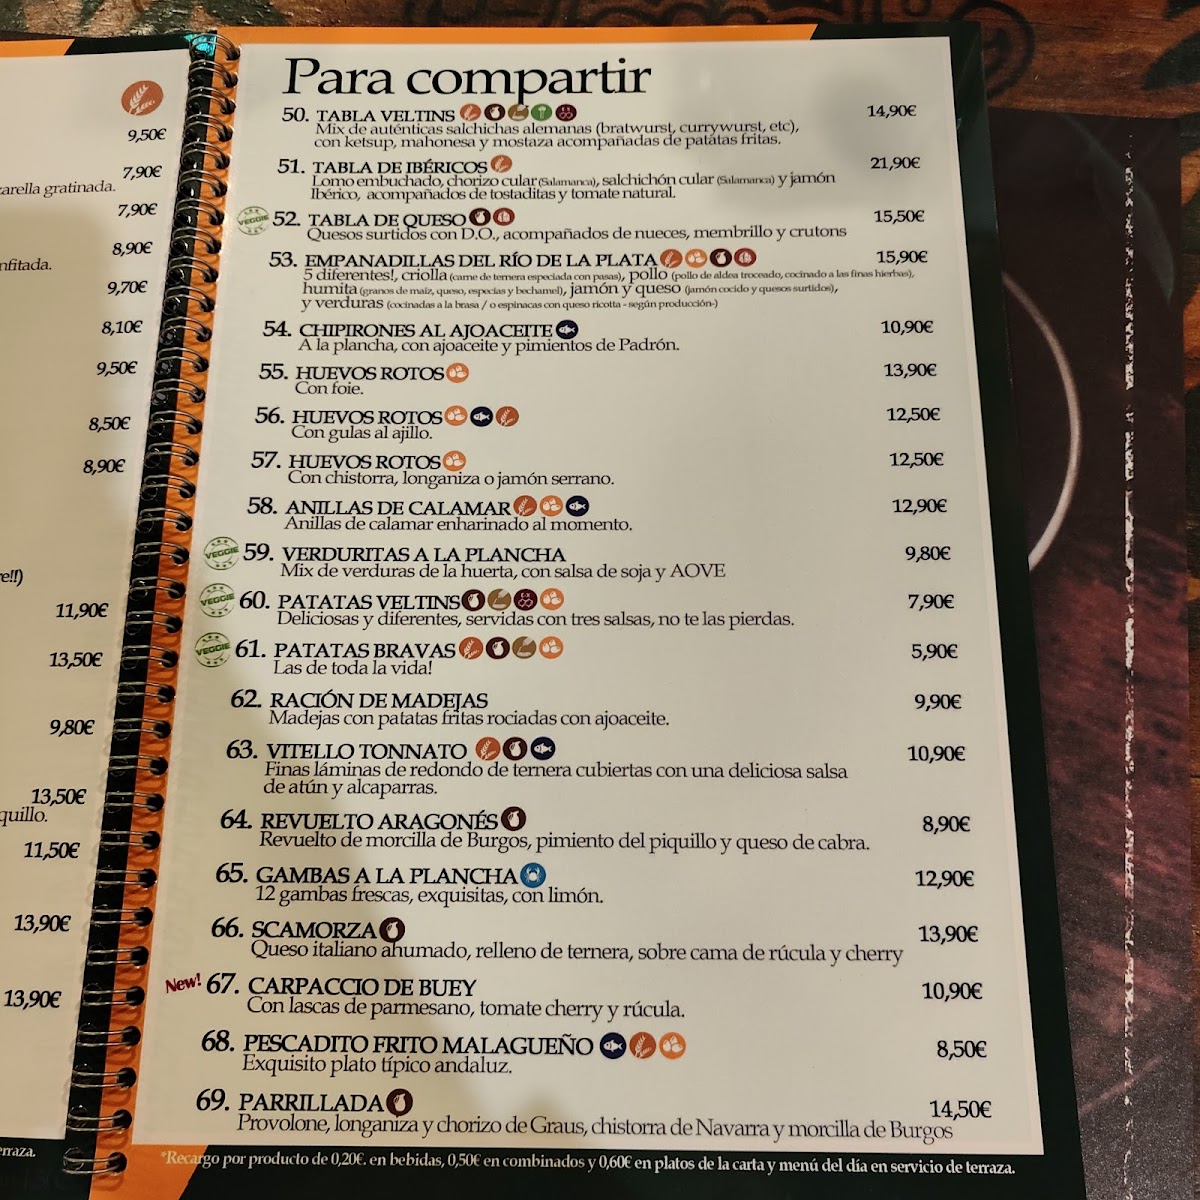 9,50€
7,90€
zarella gratinada.
7,90€
8,90€
nfitada.
9,70€
8,10€
9,50€
8,50€
8,90€
re!!)
11,90€
13,50€
9,80€
13,50€
quillo.
11,50€
13,90€
13,90€
erraza.
Para compartir
50. TABLA VELTINS 14,90€
Mix de auténticas salchichas alemanas (bratwurst, currywurst, etc),
con ketsup, mahonesa y mostaza acompañadas de patatas fritas.
51. TABLA DE IBÉRICOS 21,90€
Lomo embuchado, chorizo cular (Salamanca), salchichón cular (Salamanca) y jamón
Ibérico, acompañados de tostaditas y tomate natural.
VEGGIE 52. TABLA DE QUESO 15,50€
Quesos surtidos con D.O., acompañados de nueces, membrillo y crutons
53. EMPANADILLAS DEL RÍO DE LA PLATA 15,90€
5 diferentes!, criolla (carne de ternera especiada con pasas), pollo (pollo de aldea troceado, cocinado a las finas hierbas),
humita (granos de maíz, queso, especias y bechamel), jamón y queso (jamón cocido y quesos surtidos),
y verduras (cocinadas a la brasa / o espinacas con queso ricotta - según producción-)
54. CHIPIRONES AL AJOACEITE 10,90€
A la plancha, con ajoaceite y pimientos de Padrón.
55. HUEVOS ROTOS 13,90€
Con foie.
56. HUEVOS ROTOS 12,50€
Con gulas al ajillo.
57. HUEVOS ROTOS 12,50€
Con chistorra, longaniza o jamón serrano.
58. ANILLAS DE CALAMAR 12,90€
Anillas de calamar enharinado al momento.
VEGGIE 59. VERDURITAS A LA PLANCHA 9,80€
Mix de verduras de la huerta, con salsa de soja y AOVE
VEGGIE 60. PATATAS VELTINS 7,90€
Deliciosas y diferentes, servidas con tres salsas, no te las pierdas.
VEGGIE 61. PATATAS BRAVAS 5,90€
Las de toda la vida!
62. RACIÓN DE MADEJAS 9,90€
Madejas con patatas fritas rociadas con ajoaceite.
63. VITELLO TONNATO 10,90€
Finas láminas de redondo de ternera cubiertas con una deliciosa salsa
de atún y alcaparras.
64. REVUELTO ARAGONÉS 8,90€
Revuelto de morcilla de Burgos, pimiento del piquillo y queso de cabra.
65. GAMBAS A LA PLANCHA 12,90€
12 gambas frescas, exquisitas, con limón.
66. SCAMORZA 13,90€
Queso italiano ahumado, relleno de ternera, sobre cama de rúcula y cherry
New! 67. CARPACCIO DE BUEY 10,90€
Con lascas de parmesano, tomate cherry y rúcula.
68. PESCADITO FRITO MALAGUEÑO 8,50€
Exquisito plato típico andaluz.
69. PARRILLADA 14,50€
Provolone, longaniza y chorizo de Graus, chistorra de Navarra y morcilla de Burgos
*Recargo por producto de 0,20€. en bebidas, 0,50€ en combinados y 0,60€ en platos de la carta y menú del día en servicio de terraza.